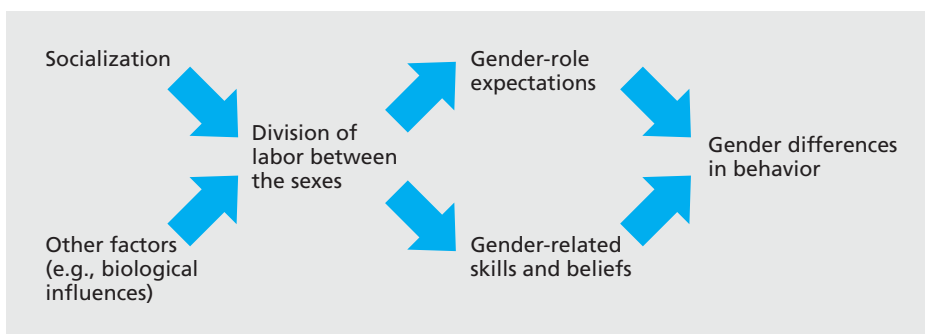 Socialization
Gender-role
expectations
Division of
labor between
the sexes
Gender differences
in behavior
Other factors
(e.g., biological
influences)
Gender-related
skills and beliefs